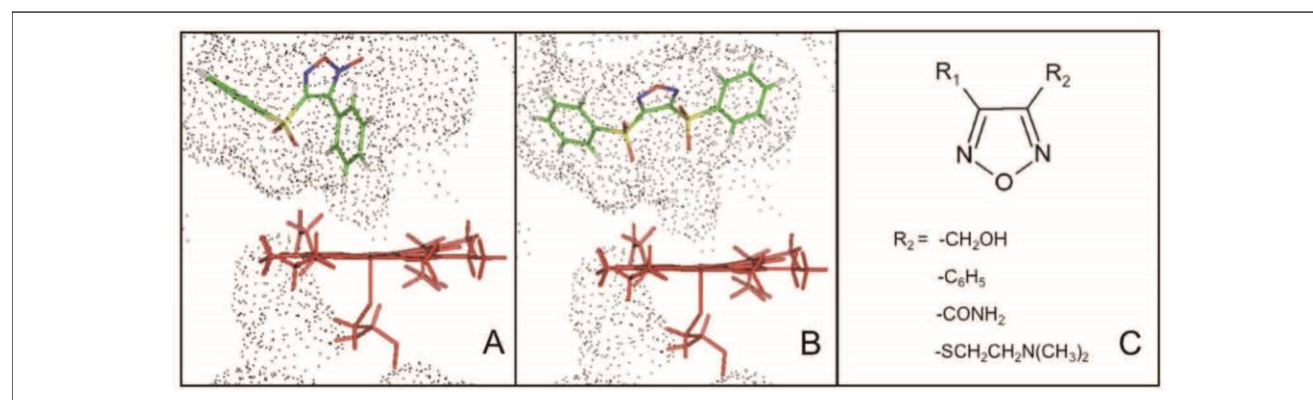 A
B
R₁
R₂
N
N
O
R₂ = -CH₂OH
-C₆H₅
-CONH₂
-SCH₂CH₂N(CH₃)₂
C